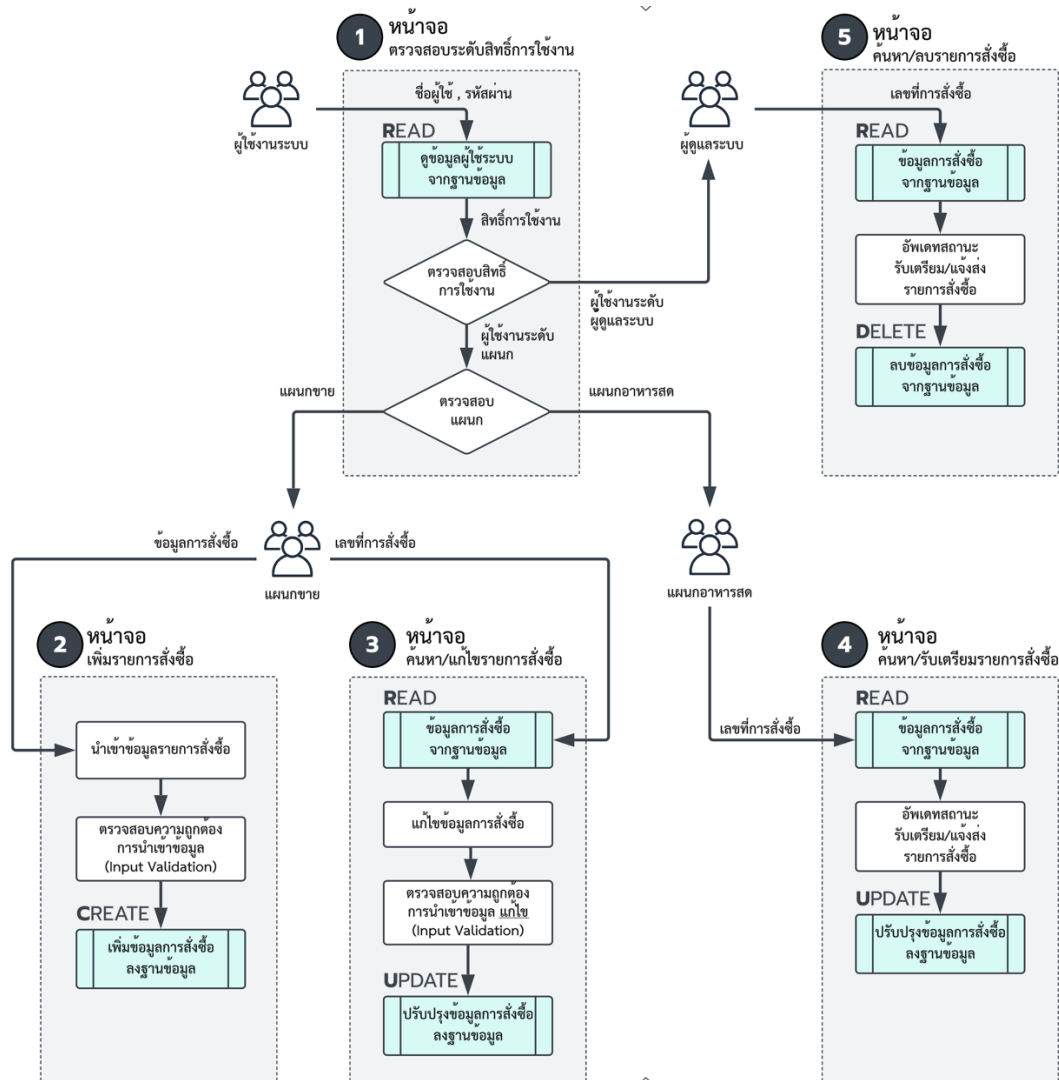 1
หน้าจอ
ตรวจสอบระดับสิทธิ์การใช้งาน
ผู้ใช้งานระบบ
ชื่อผู้ใช้ , รหัสผ่าน
READ
ดูข้อมูลผู้ใช้ระบบ
จากฐานข้อมูล
สิทธิ์การใช้งาน
ตรวจสอบสิทธิ์
การใช้งาน
ผู้ใช้งานระดับ
ผู้ดูแลระบบ
ผู้ใช้งานระดับ
แผนก
ตรวจสอบ
แผนก
แผนกขาย
แผนกอาหารสด
ผู้ดูแลระบบ
5
หน้าจอ
ค้นหา/ลบรายการสั่งซื้อ
เลขที่การสั่งซื้อ
READ
ข้อมูลการสั่งซื้อ
จากฐานข้อมูล
อัพเดทสถานะ
รับเตรียม/แจ้งส่ง
รายการสั่งซื้อ
DELETE
ลบข้อมูลการสั่งซื้อ
จากฐานข้อมูล
ข้อมูลการสั่งซื้อ
แผนกขาย
เลขที่การสั่งซื้อ
แผนกอาหารสด
2
หน้าจอ
เพิ่มรายการสั่งซื้อ
นำเข้าข้อมูลรายการสั่งซื้อ
ตรวจสอบความถูกต้อง
การนำเข้าข้อมูล
(Input Validation)
CREATE
เพิ่มข้อมูลการสั่งซื้อ
ลงฐานข้อมูล
3
หน้าจอ
ค้นหา/แก้ไขรายการสั่งซื้อ
READ
ข้อมูลการสั่งซื้อ
จากฐานข้อมูล
แก้ไขข้อมูลการสั่งซื้อ
ตรวจสอบความถูกต้อง
การนำเข้าข้อมูล แก้ไข
(Input Validation)
UPDATE
ปรับปรุงข้อมูลการสั่งซื้อ
ลงฐานข้อมูล
4
หน้าจอ
ค้นหา/รับเตรียมรายการสั่งซื้อ
เลขที่การสั่งซื้อ
READ
ข้อมูลการสั่งซื้อ
จากฐานข้อมูล
อัพเดทสถานะ
รับเตรียม/แจ้งส่ง
รายการสั่งซื้อ
UPDATE
ปรับปรุงข้อมูลการสั่งซื้อ
ลงฐานข้อมูล